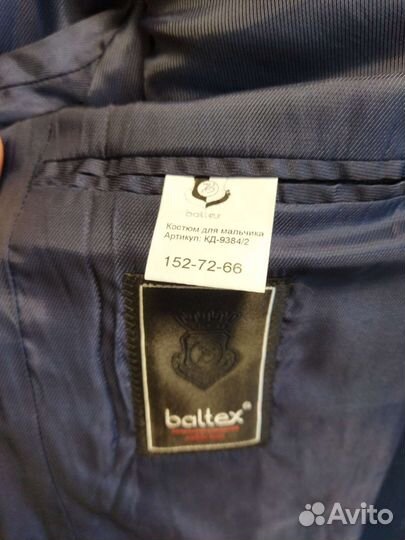 baltex
Костюм для мальчика
Артикул: КД-9384/2
152-72-66
baltex®
Avito